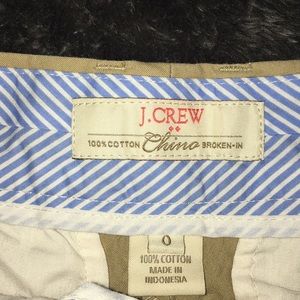 J.CREW
100% COTTON Chino BROKEN-IN
0
100% COTTON
MADE IN
INDONESIA